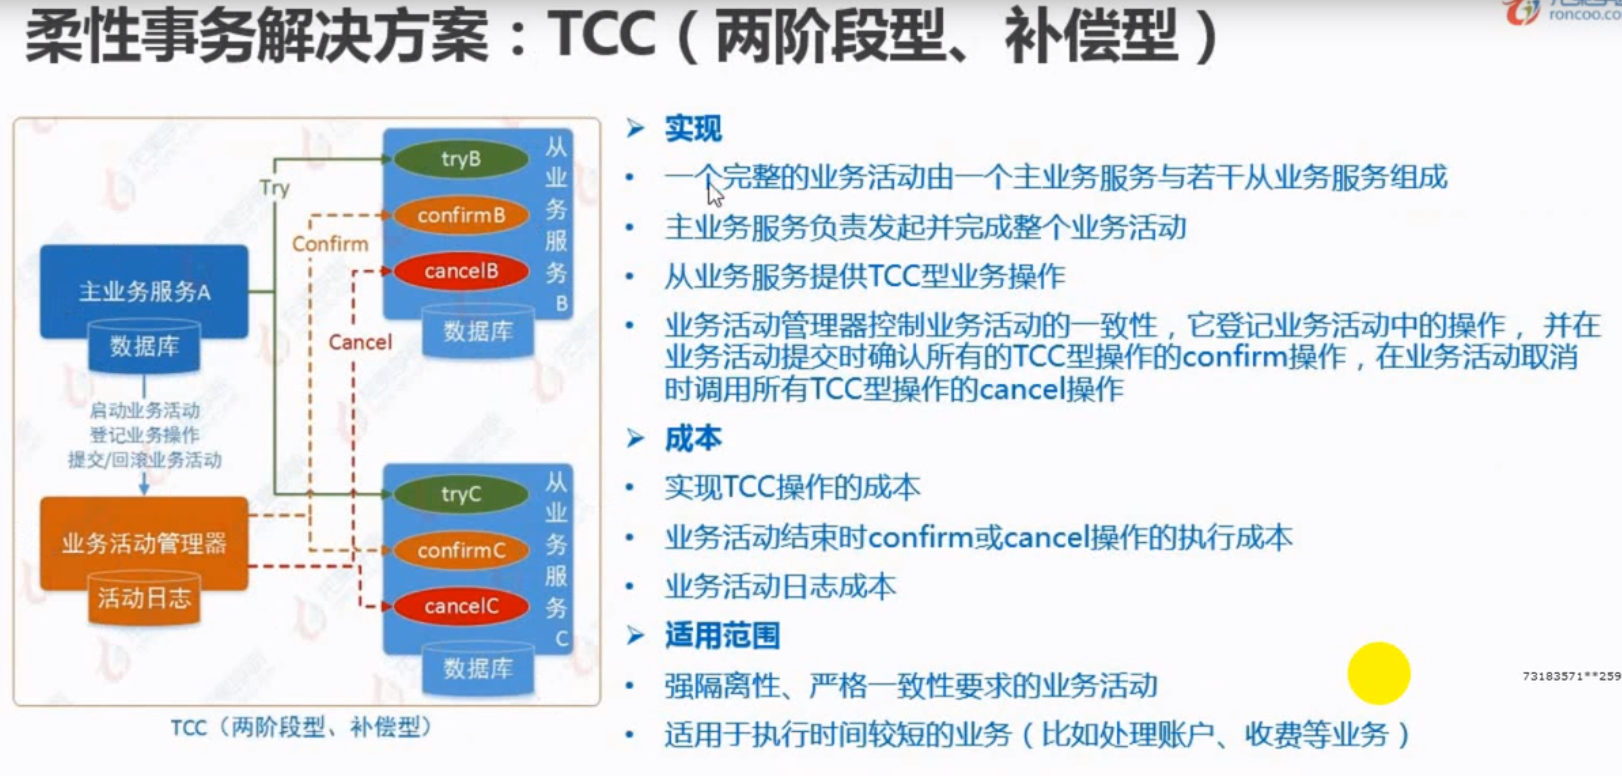 柔性事务解决方案：TCC（两阶段型、补偿型）
roncoo.co
Try
Confirm
Cancel
主业务服务A
数据库
启动业务活动
登记业务操作
提交/回滚业务活动
业务活动管理器
活动日志
tryB
confirmB
cancelB
从业务服务B
数据库
tryC
confirmC
cancelC
从业务服务C
数据库
TCC（两阶段型、补偿型）
➢ 实现
• 一个完整的业务活动由一个主业务服务与若干从业务服务组成
• 主业务服务负责发起并完成整个业务活动
• 从业务服务提供TCC型业务操作
• 业务活动管理器控制业务活动的一致性，它登记业务活动中的操作， 并在
业务活动提交时确认所有的TCC型操作的confirm操作，在业务活动取消
时调用所有TCC型操作的cancel操作
➢ 成本
• 实现TCC操作的成本
• 业务活动结束时confirm或cancel操作的执行成本
• 业务活动日志成本
➢ 适用范围
• 强隔离性、严格一致性要求的业务活动
• 适用于执行时间较短的业务（比如处理账户、收费等业务）
73183571**259